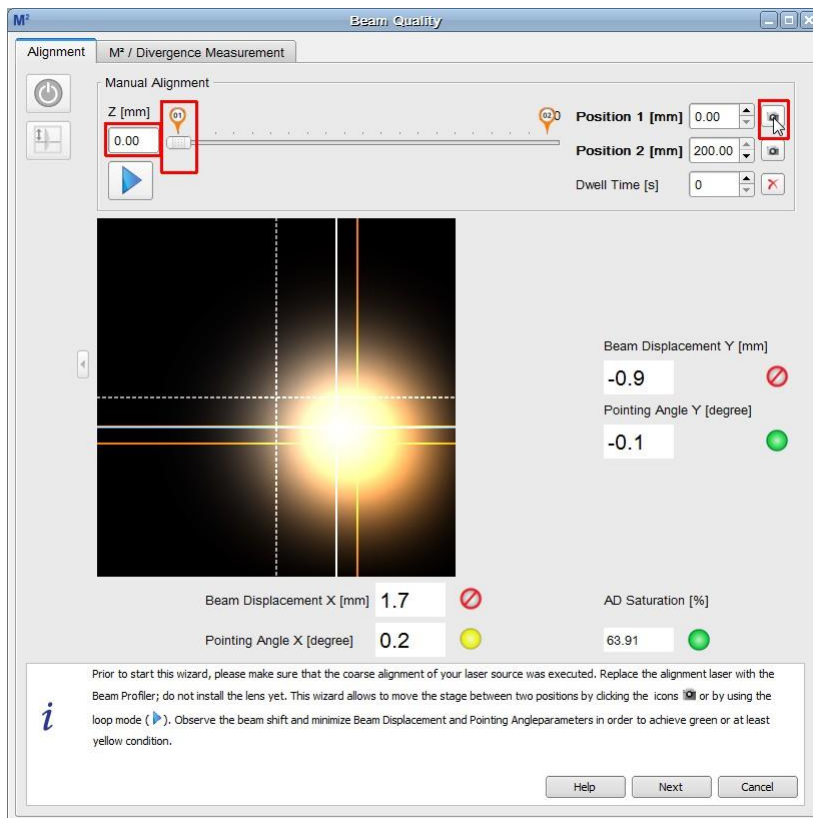 M² Beam Quality
Alignment M² / Divergence Measurement
Manual Alignment
Z [mm] 01 02 0 Position 1 [mm] 0.00
0.00
Position 2 [mm] 200.00
Dwell Time [s] 0
Beam Displacement Y [mm]
-0.9
Pointing Angle Y [degree]
-0.1
Beam Displacement X [mm] 1.7 AD Saturation [%]
Pointing Angle X [degree] 0.2 63.91
Prior to start this wizard, please make sure that the coarse alignment of your laser source was executed. Replace the alignment laser with the
Beam Profiler; do not install the lens yet. This wizard allows to move the stage between two positions by clicking the icons or by using the
loop mode ( ). Observe the beam shift and minimize Beam Displacement and Pointing Angleparameters in order to achieve green or at least
yellow condition.
i
Help Next Cancel